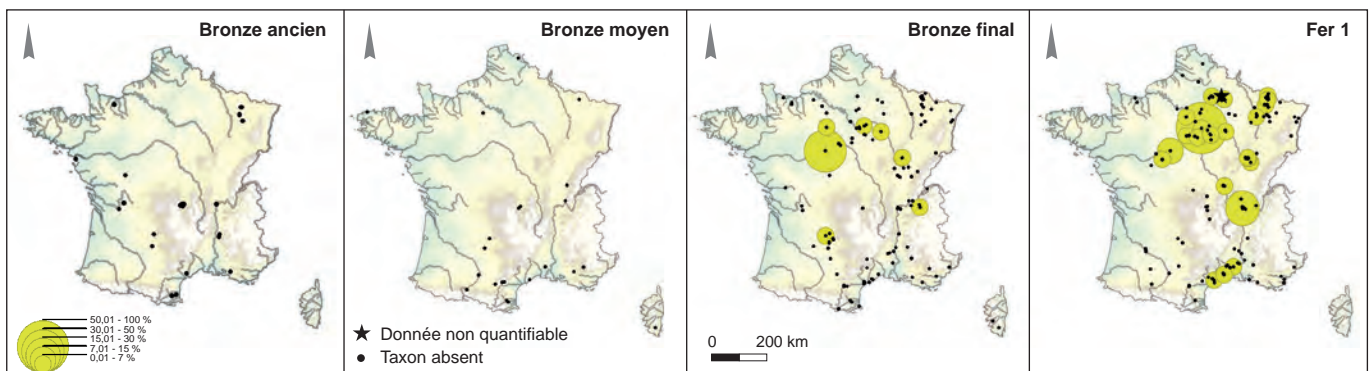 Bronze ancien
Bronze moyen
Bronze final
Fer 1
50,01 - 100 %
30,01 - 50 %
15,01 - 30 %
7,01 - 15 %
0,01 - 7 %
Donnée non quantifiable
Taxon absent
0 200 km